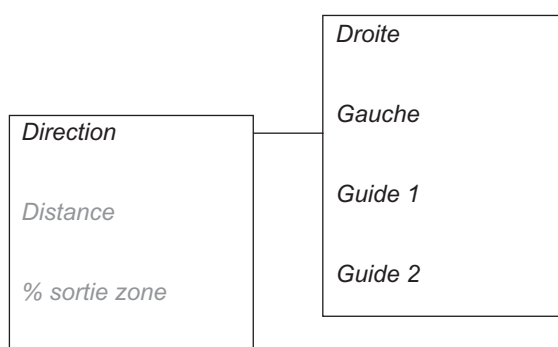 Direction
Distance
% sortie zone
Droite
Gauche
Guide 1
Guide 2